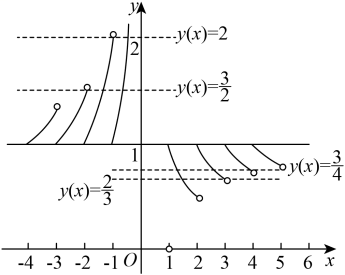 y
y(x)=2
2
y(x)=3/2
1
y(x)=3/4
y(x)=2/3
-4 -3 -2 -1 O 1 2 3 4 5 6 x